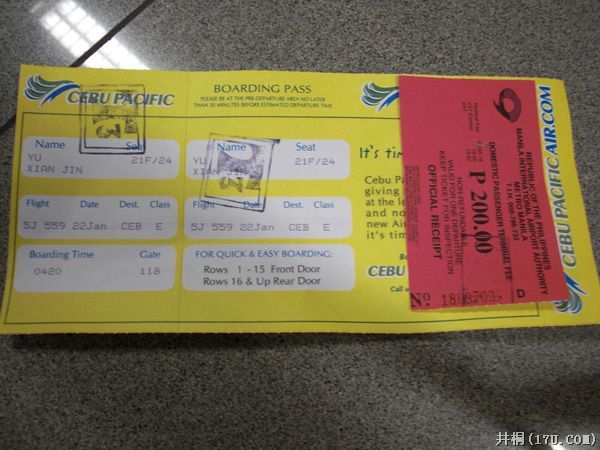 CEBU PACIFIC
BOARDING PASS
PLEASE BE AT THE PRE-DEPARTURE AREA NO LATER
THAN 30 MINUTES BEFORE ESTIMATED DEPARTURE TIME
Name Seat
YU 21F/24
XIAN JIN
Flight Date Dest. Class
5J 559 22Jan CEB E
Boarding Time Gate
0420 118
Name Seat
YU 21F/24
XIAN JIN
Flight Date Dest. Class
5J 559 22Jan CEB E
FOR QUICK & EASY BOARDING:
Rows 1 - 15 Front Door
Rows 16 & Up Rear Door
It's tim
Cebu Pa
giving
at the lo
and no
new Air
it's tim
CEBU
Call u
REPUBLIC OF THE PHILIPPINES
MANILA INTERNATIONAL AIRPORT AUTHORITY
METRO MANILA
DOMESTIC PASSENGER TERMINAL FEE
P 200.00
NON-REFUNDABLE
VALID FOR ONE DEPARTURE
KEEP TICKET FOR INSPECTION
OFFICIAL RECEIPT
No.
D
CEBU PACIFICAIR.COM
井桐(17U.com)